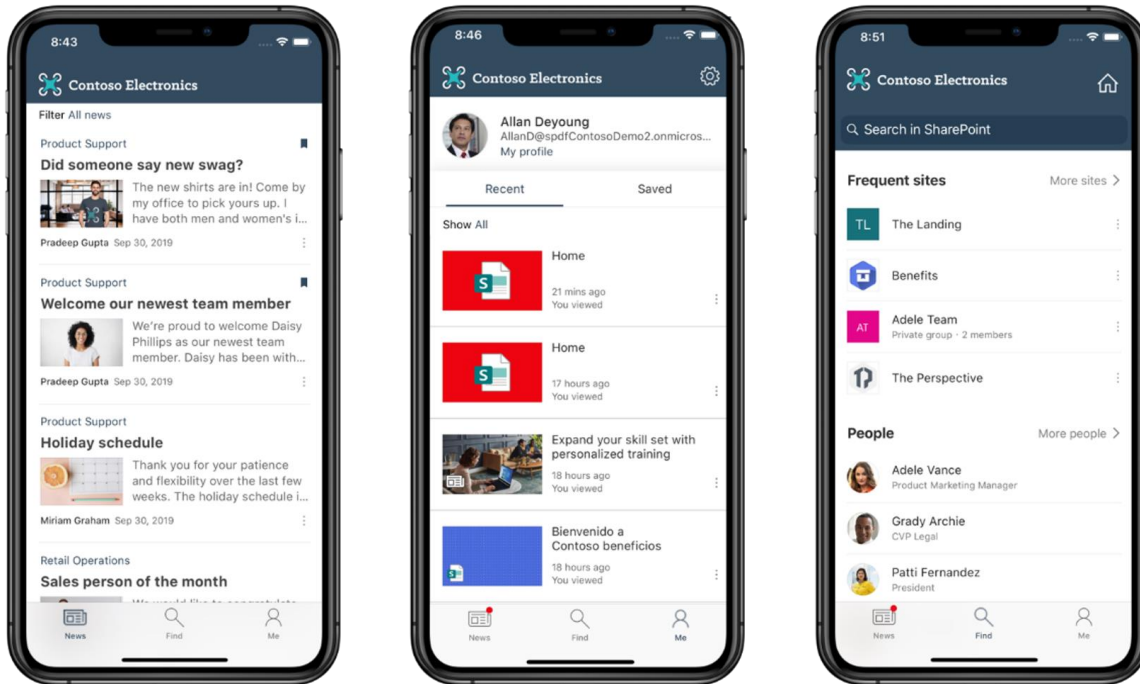 8:43
Contoso Electronics
Filter All news
Product Support
Did someone say new swag?
The new shirts are in! Come by
my office to pick yours up. I
have both men and women's i...
Pradeep Gupta Sep 30, 2019
Product Support
Welcome our newest team member
We're proud to welcome Daisy
Phillips as our newest team
member. Daisy has been with...
Pradeep Gupta Sep 30, 2019
Product Support
Holiday schedule
Thank you for your patience
and flexibility over the last few
weeks. The holiday schedule i...
Miriam Graham Sep 30, 2019
Retail Operations
Sales person of the month
News
Find
Me
8:46
Contoso Electronics
Allan Deyoung
AllanD@spdfContosoDemo2.onmicros...
My profile
Recent
Saved
Show All
S
Home
21 mins ago
You viewed
S
Home
17 hours ago
You viewed
Expand your skill set with
personalized training
18 hours ago
You viewed
S
Bienvenido a
Contoso beneficios
18 hours ago
You viewed
News
Find
Me
8:51
Contoso Electronics
Search in SharePoint
Frequent sites
More sites >
TL
The Landing
Benefits
AT
Adele Team
Private group · 2 members
The Perspective
People
More people >
Adele Vance
Product Marketing Manager
Grady Archie
CVP Legal
Patti Fernandez
President
News
Find
Me